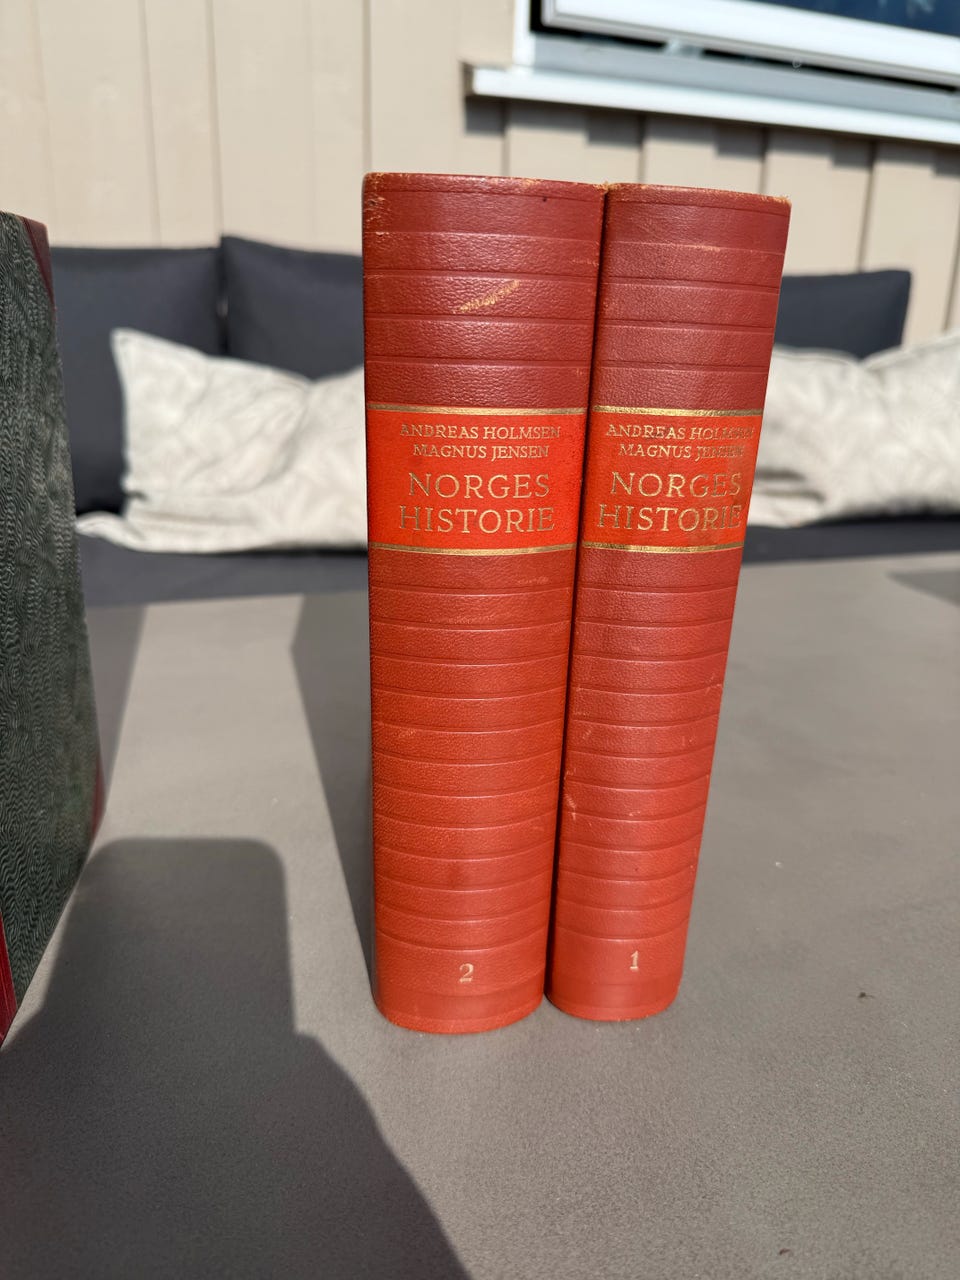 ANDREAS HOLMSEN
MAGNUS JENSEN
NORGES
HISTORIE
2
ANDREAS HOLMSEN
MAGNUS JENSEN
NORGES
HISTORIE
1